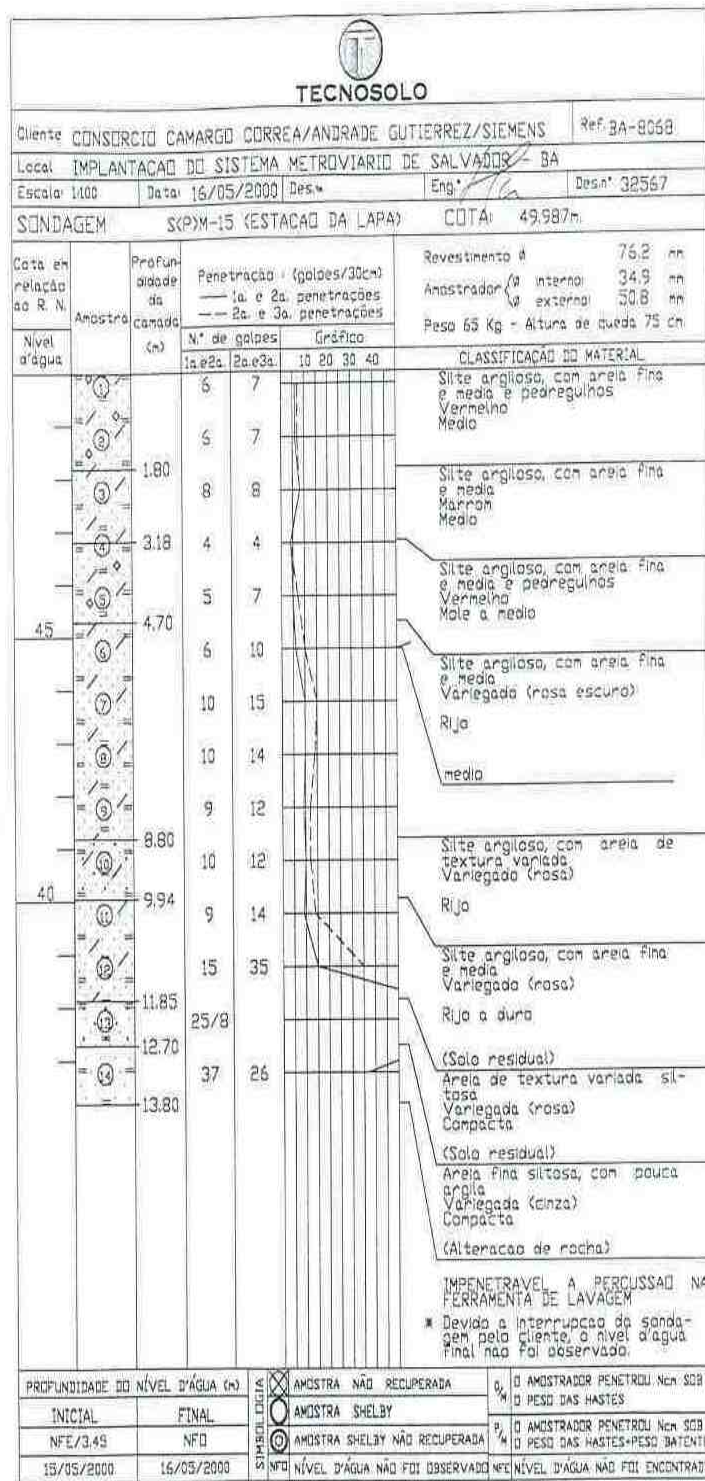 TECNOSOLO
Cliente CONSORCIO CAMARGO CORREA/ANDRADE GUTIERREZ/SIEMENS Ref. BA-8068
Local IMPLANTACAO DO SISTEMA METROVIARIO DE SALVADOR - BA
Escala: 1:100 Data: 16/05/2000 Des.: Eng.º Des.nº 32567
SONDAGEM S(P)M-15 (ESTACAO DA LAPA) COTA: 49.987m.
Cota em relação ao R. N.
Nível d'água
Amostra
Profundidade da camada (m)
Penetração : (golpes/30cm)
1a. e 2a. penetrações
2a. e 3a. penetrações
N.º de golpes Gráfico
1a.e2a. 2a.e3a. 10 20 30 40
Revestimento Ø 76.2 mm
Amostrador Ø interno: 34.9 mm
Ø externo: 50.8 mm
Peso 65 Kg - Altura de queda 75 cm
CLASSIFICAÇÃO DO MATERIAL
1 6 7
2 6 7
1.80
3 8 8
4 3.18 4 4
5 5 7
4.70
45
6 6 10
7 10 15
8 10 14
9 9 12
8.80
10 10 12
40 9.94
11 9 14
12 15 35
11.85
13 25/8
12.70
14 37 26
13.80
Silte argiloso, com areia fina
e media e pedregulhos
Vermelho
Medio
Silte argiloso, com areia fina
e media
Marrom
Medio
Silte argiloso, com areia fina
e media e pedregulhos
Vermelho
Mole a medio
Silte argiloso, com areia fina
e media
Variegado (rosa escuro)
Rijo
medio
Silte argiloso, com areia de
textura variada
Variegado (rosa)
Rijo
Silte argiloso, com areia fina
e media
Variegado (rosa)
Rijo a duro
(Solo residual)
Areia de textura variada sil-
tosa
Variegada (rosa)
Compacta
(Solo residual)
Areia fina siltosa, com pouca
argila
Variegada (cinza)
Compacta
(Alteracao de rocha)
IMPENETRAVEL A PERCUSSAO NA
FERRAMENTA DE LAVAGEM
* Devido a interrupcao da sonda-
gem pelo cliente, o nivel d'agua
final nao foi observado.
PROFUNDIDADE DO NÍVEL D'ÁGUA (m)
INICIAL FINAL
NFE/3.45 NFO
15/05/2000 16/05/2000
SIMBOLOGIA
AMOSTRA NÃO RECUPERADA
AMOSTRA SHELBY
AMOSTRA SHELBY NÃO RECUPERADA
NFO NÍVEL D'ÁGUA NÃO FOI OBSERVADO
0/N O AMOSTRADOR PENETROU Ncm SOB
O PESO DAS HASTES
P/N O AMOSTRADOR PENETROU Ncm SOB
O PESO DAS HASTES+PESO BATENTE
NFE NÍVEL D'ÁGUA NÃO FOI ENCONTRAD